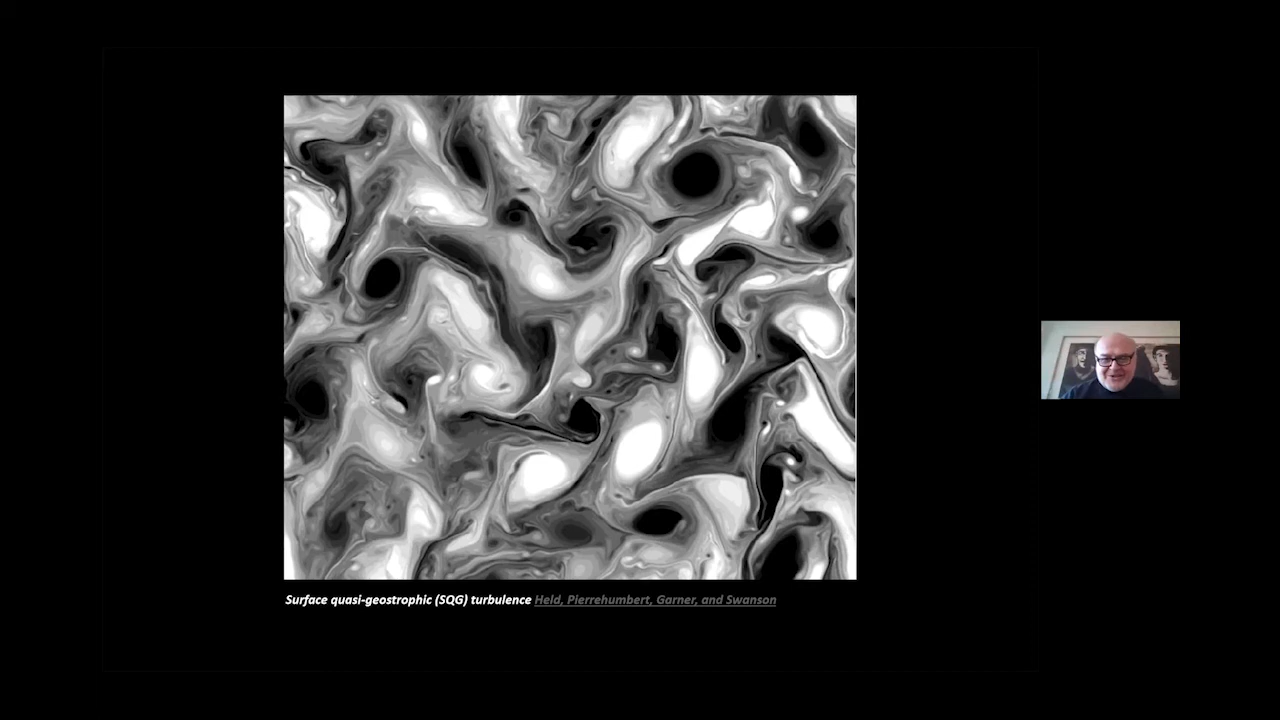 Surface quasi-geostrophic (SQG) turbulence Held, Pierrehumbert, Garner, and Swanson